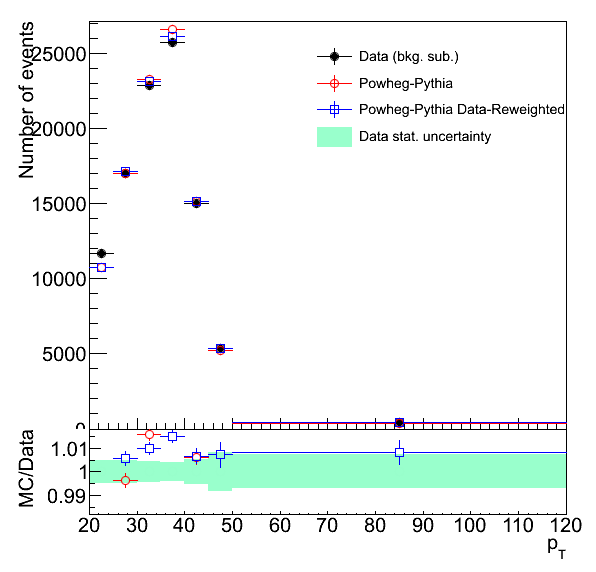 Number of events
25000
20000
15000
10000
5000
0
Data (bkg. sub.)
Powheg-Pythia
Powheg-Pythia Data-Reweighted
Data stat. uncertainty
MC/Data
1.01
1
0.99
20 30 40 50 60 70 80 90 100 110 120
pT